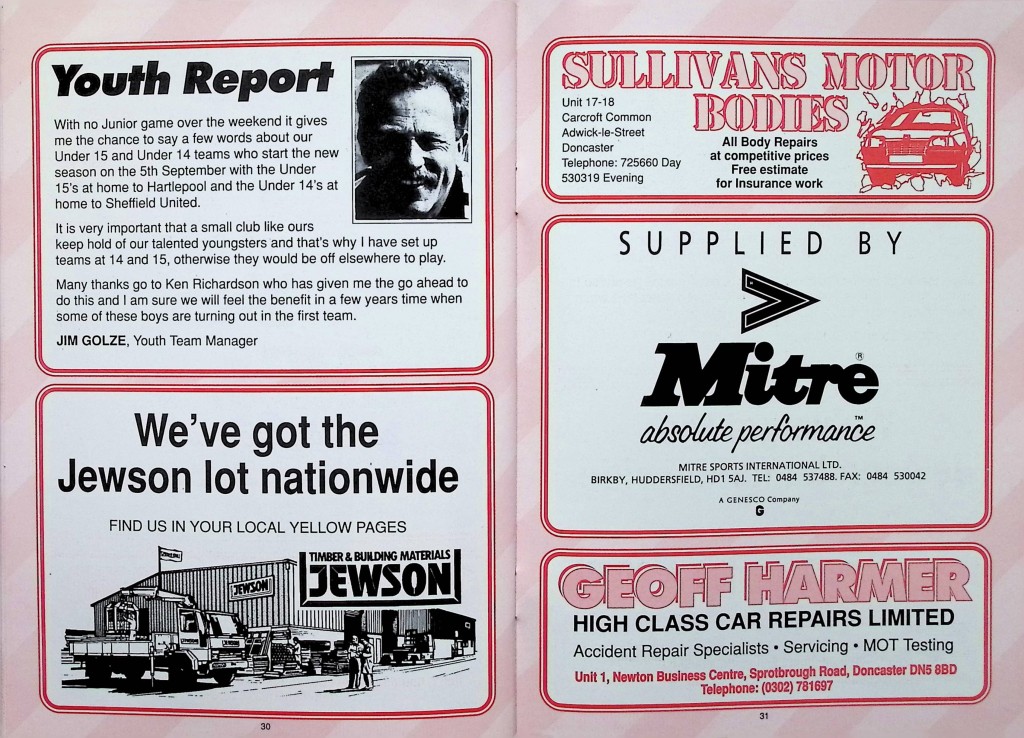 Youth Report
With no Junior game over the weekend it gives
me the chance to say a few words about our
Under 15 and Under 14 teams who start the new
season on the 5th September with the Under
15's at home to Hartlepool and the Under 14's at
home to Sheffield United.
It is very important that a small club like ours
keep hold of our talented youngsters and that's why I have set up
teams at 14 and 15, otherwise they would be off elsewhere to play.
Many thanks go to Ken Richardson who has given me the go ahead to
do this and I am sure we will feel the benefit in a few years time when
some of these boys are turning out in the first team.
JIM GOLZE, Youth Team Manager
We've got the
Jewson lot nationwide
FIND US IN YOUR LOCAL YELLOW PAGES
TIMBER & BUILDING MATERIALS
JEWSON
JEWSON
30
SULLIVANS MOTOR
BODIES
Unit 17-18
Carcroft Common
Adwick-le-Street
Doncaster
Telephone: 725660 Day
530319 Evening
All Body Repairs
at competitive prices
Free estimate
for Insurance work
SUPPLIED BY
Mitre®
absolute performance™
MITRE SPORTS INTERNATIONAL LTD.
BIRKBY, HUDDERSFIELD, HD1 5AJ. TEL: 0484 537488. FAX: 0484 530042
A GENESCO Company
G
GEOFF HARMER
HIGH CLASS CAR REPAIRS LIMITED
Accident Repair Specialists • Servicing • MOT Testing
Unit 1, Newton Business Centre, Sprotbrough Road, Doncaster DN5 8BD
Telephone: (0302) 781697
31